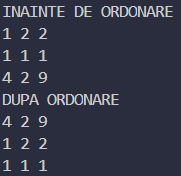 INAINTE DE ORDONARE
1 2 2
1 1 1
4 2 9
DUPA ORDONARE
4 2 9
1 2 2
1 1 1